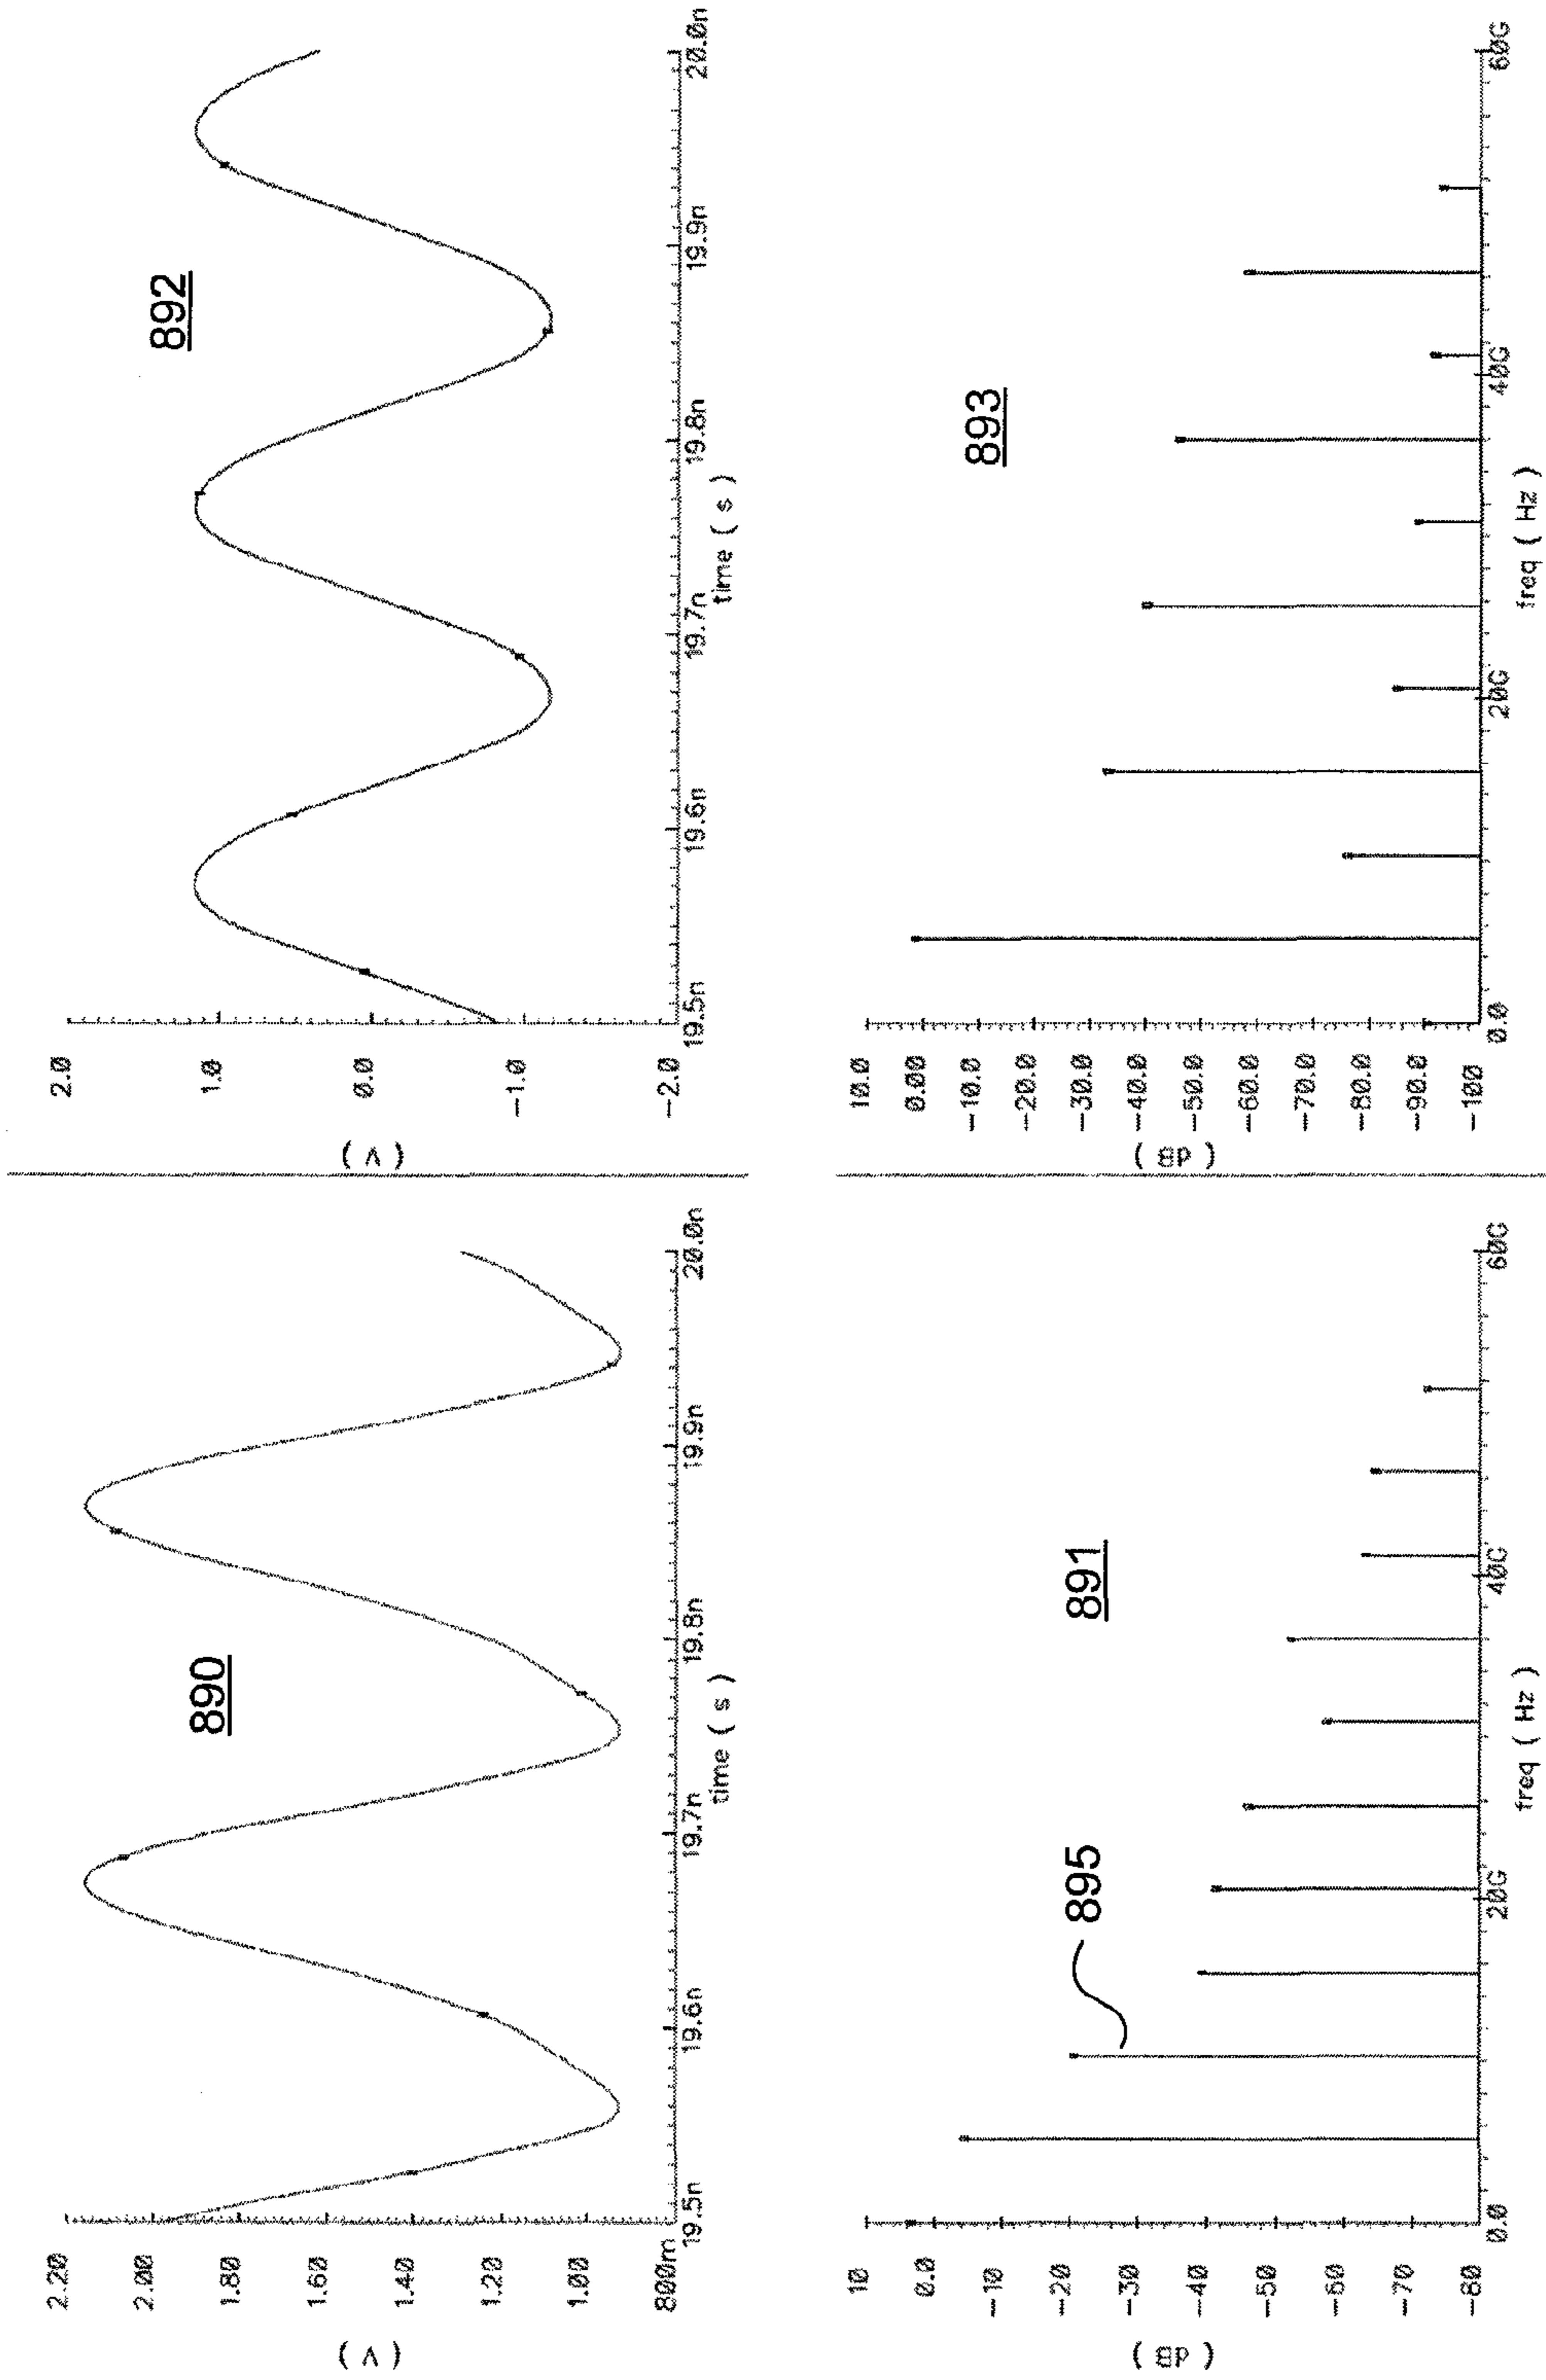 890
( V )
2.20
2.00
1.80
1.60
1.40
1.20
1.00
800m
19.5n
19.6n
19.7n
19.8n
19.9n
20.0n
time ( s )
892
( V )
2.0
1.0
0.0
-1.0
-2.0
19.5n
19.6n
19.7n
19.8n
19.9n
20.0n
time ( s )
891
895
( dB )
10
0.0
-10
-20
-30
-40
-50
-60
-70
-80
0.0
20G
40G
60G
freq ( Hz )
893
( dB )
10.0
0.00
-10.0
-20.0
-30.0
-40.0
-50.0
-60.0
-70.0
-80.0
-90.0
-100
0.0
20G
40G
60G
freq ( Hz )